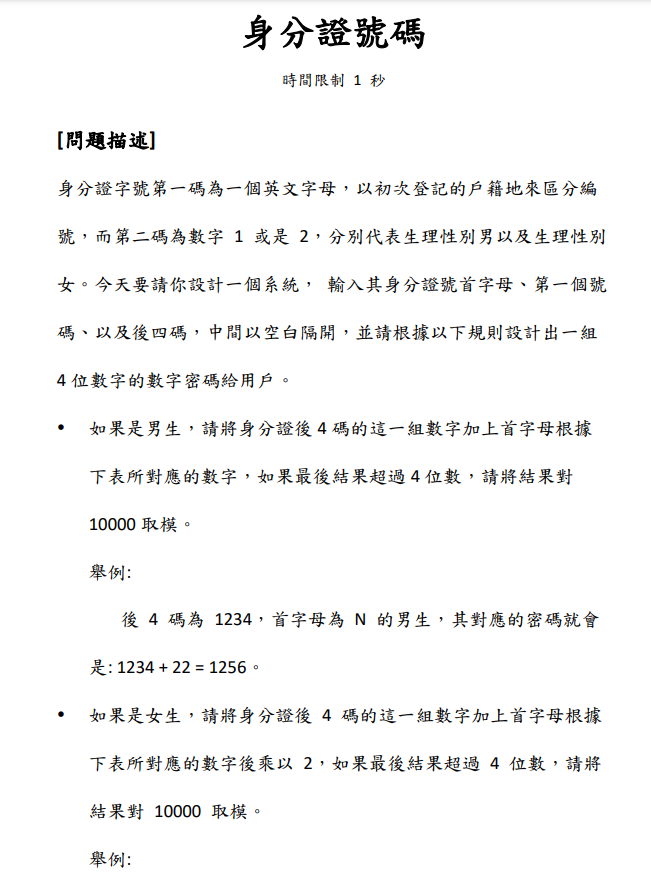 身分證號碼
時間限制 1 秒
[問題描述]
身分證字號第一碼為一個英文字母，以初次登記的戶籍地來區分編
號，而第二碼為數字 1 或是 2，分別代表生理性別男以及生理性別
女。今天要請你設計一個系統， 輸入其身分證號首字母、第一個號
碼、以及後四碼，中間以空白隔開，並請根據以下規則設計出一組
4 位數字的數字密碼給用戶。
• 如果是男生，請將身分證後 4 碼的這一組數字加上首字母根據
下表所對應的數字，如果最後結果超過 4 位數，請將結果對
10000 取模。
舉例:
後 4 碼為 1234，首字母為 N 的男生，其對應的密碼就會
是: 1234 + 22 = 1256。
• 如果是女生，請將身分證後 4 碼的這一組數字加上首字母根據
下表所對應的數字後乘以 2，如果最後結果超過 4 位數，請將
結果對 10000 取模。
舉例: